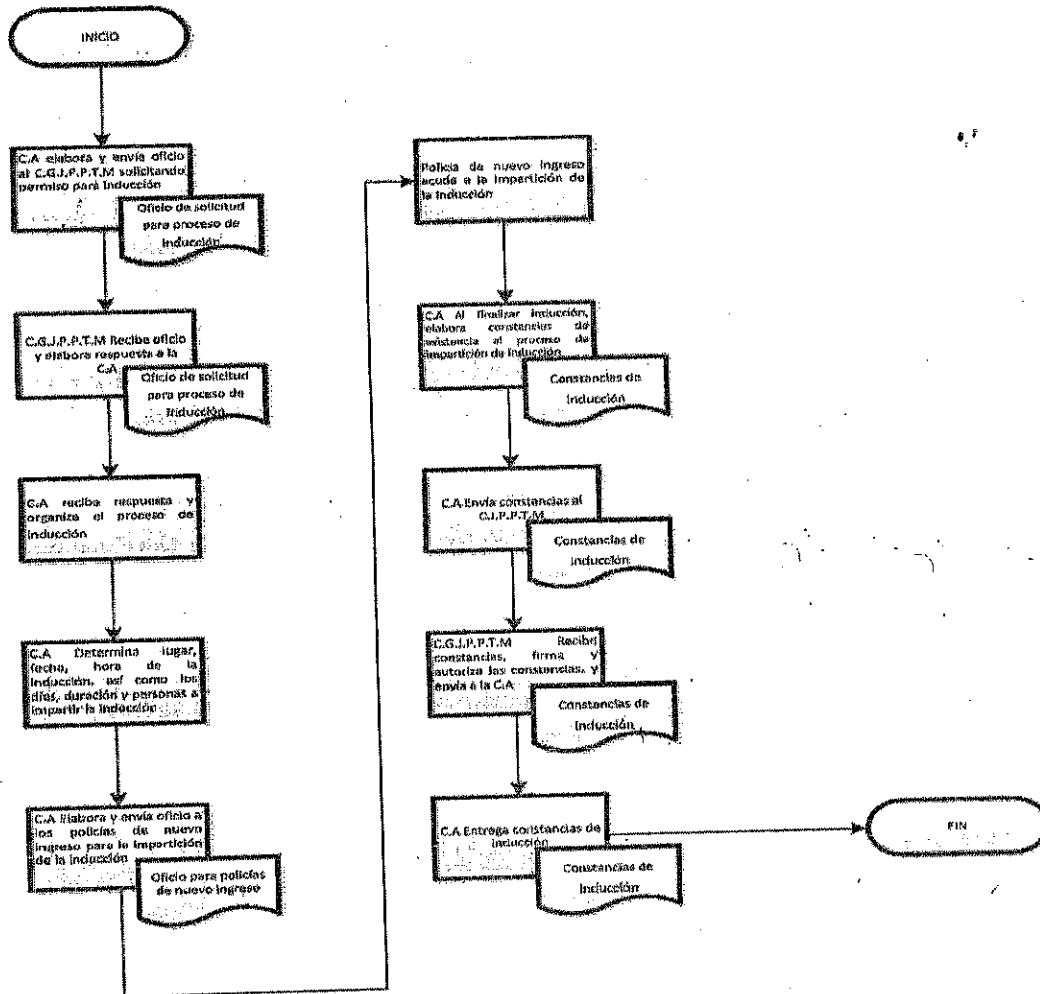 INICIO
C.A elabora y envía oficio
al C.G.J.P.P.T.M solicitando
permiso para inducción
Oficio de solicitud
para proceso de
Inducción
C.G.J.P.P.T.M Recibe oficio
y elabora respuesta a la
C.A
Oficio de solicitud
para proceso de
Inducción
C.A recibe respuesta y
organiza el proceso de
inducción
C.A Determina lugar,
fecha, hora de la
inducción, así como los
días, duración y personas a
impartir la inducción
C.A Elabora y envía oficio a
los policías de nuevo
ingreso para la impartición
de la inducción
Oficio para policías
de nuevo ingreso
Policía de nuevo ingreso
acude a la impartición de
la inducción
C.A Al finalizar inducción,
elabora constancias de
asistencia al proceso de
impartición de inducción
Constancias de
Inducción
C.A Envía constancias al
C.J.P.P.T.M
Constancias de
Inducción
C.G.J.P.P.T.M Recibe
constancias, firma y
autoriza las constancias, y
envía a la C.A
Constancias de
Inducción
C.A Entrega constancias de
inducción
Constancias de
Inducción
FIN